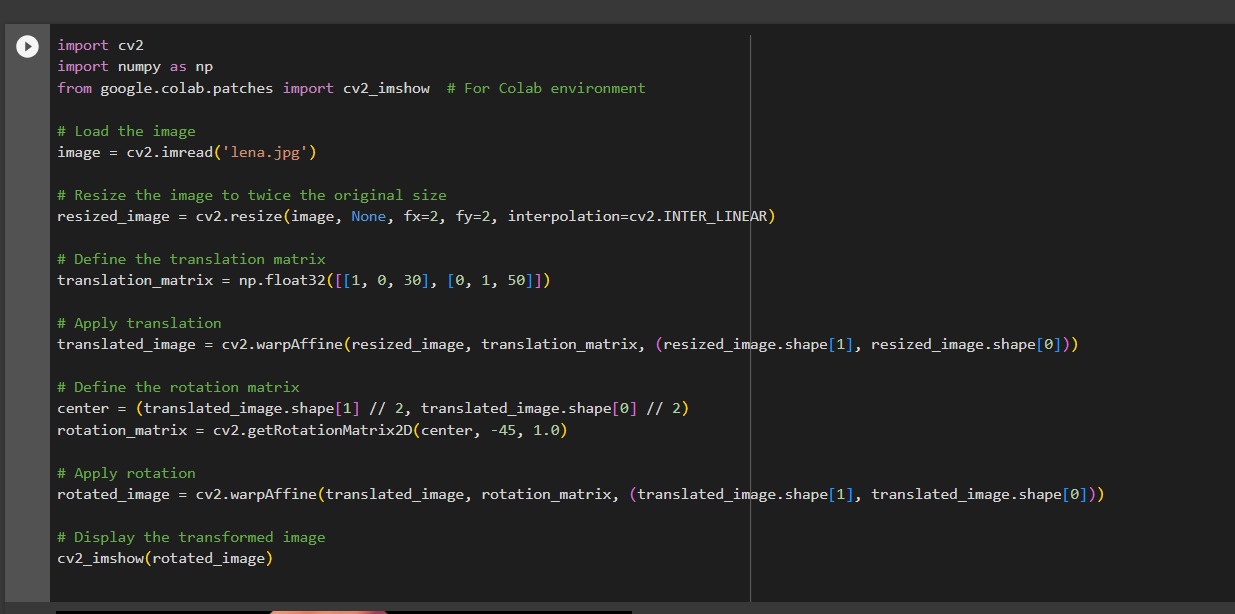 import cv2
import numpy as np
from google.colab.patches import cv2_imshow  # For Colab environment
# Load the image
image = cv2.imread('lena.jpg')
# Resize the image to twice the original size
resized_image = cv2.resize(image, None, fx=2, fy=2, interpolation=cv2.INTER_LINEAR)
# Define the translation matrix
translation_matrix = np.float32([[1, 0, 30], [0, 1, 50]])
# Apply translation
translated_image = cv2.warpAffine(resized_image, translation_matrix, (resized_image.shape[1], resized_image.shape[0]))
# Define the rotation matrix
center = (translated_image.shape[1] // 2, translated_image.shape[0] // 2)
rotation_matrix = cv2.getRotationMatrix2D(center, -45, 1.0)
# Apply rotation
rotated_image = cv2.warpAffine(translated_image, rotation_matrix, (translated_image.shape[1], translated_image.shape[0]))
# Display the transformed image
cv2_imshow(rotated_image)